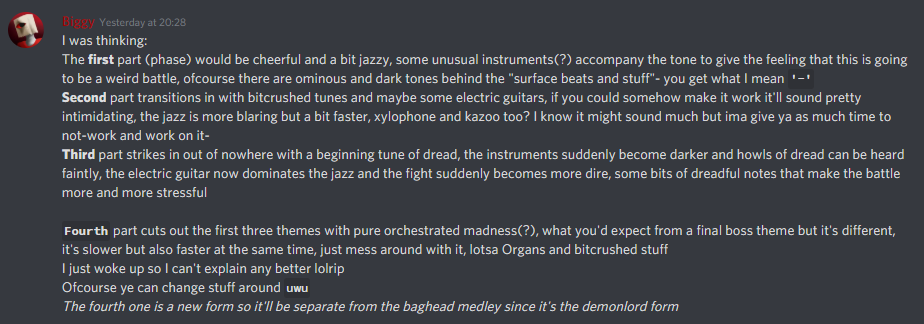 Biggy Yesterday at 20:28
I was thinking:
The first part (phase) would be cheerful and a bit jazzy, some unusual instruments(?) accompany the tone to give the feeling that this is going
to be a weird battle, ofcourse there are ominous and dark tones behind the "surface beats and stuff"- you get what I mean '-'
Second part transitions in with bitcrushed tunes and maybe some electric guitars, if you could somehow make it work it'll sound pretty
intimidating, the jazz is more blaring but a bit faster, xylophone and kazoo too? I know it might sound much but ima give ya as much time to
not-work and work on it-
Third part strikes in out of nowhere with a beginning tune of dread, the instruments suddenly become darker and howls of dread can be heard
faintly, the electric guitar now dominates the jazz and the fight suddenly becomes more dire, some bits of dreadful notes that make the battle
more and more stressful
Fourth part cuts out the first three themes with pure orchestrated madness(?), what you'd expect from a final boss theme but it's different,
it's slower but also faster at the same time, just mess around with it, lotsa Organs and bitcrushed stuff
I just woke up so I can't explain any better lolrip
Ofcourse ye can change stuff around uwu
The fourth one is a new form so it'll be separate from the baghead medley since it's the demonlord form